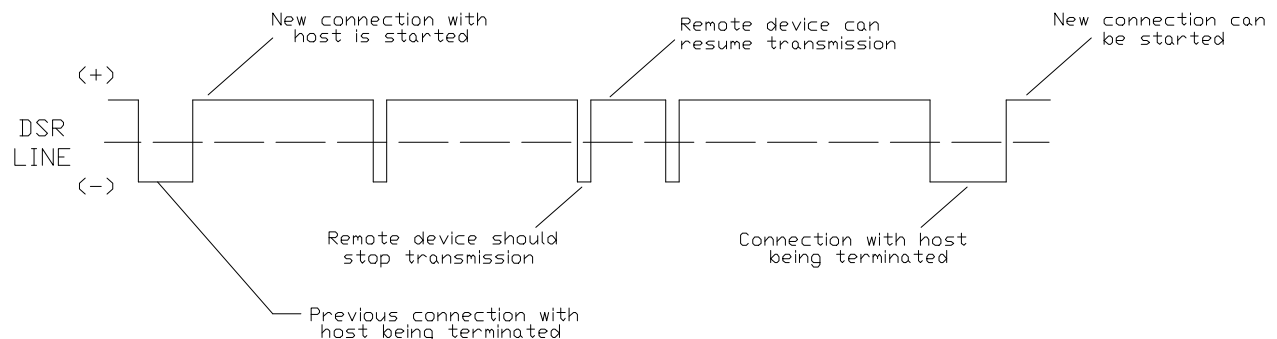 New connection with
host is started
Remote device can
resume transmission
New connection can
be started
(+)
DSR
LINE
(-)
Remote device should
stop transmission
Connection with host
being terminated
Previous connection with
host being terminated